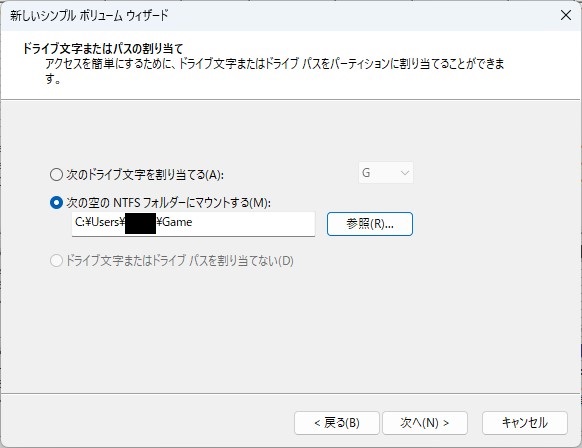 新しいシンプル ボリューム ウィザード
ドライブ文字またはパスの割り当て
アクセスを簡単にするために、ドライブ文字またはドライブ パスをパーティションに割り当てることができま
す。
次のドライブ文字を割り当てる(A):
G
次の空の NTFS フォルダーにマウントする(M):
C:¥Users¥ ¥Game
参照(R)...
ドライブ文字またはドライブ パスを割り当てない(D)
< 戻る(B)
次へ(N) >
キャンセル